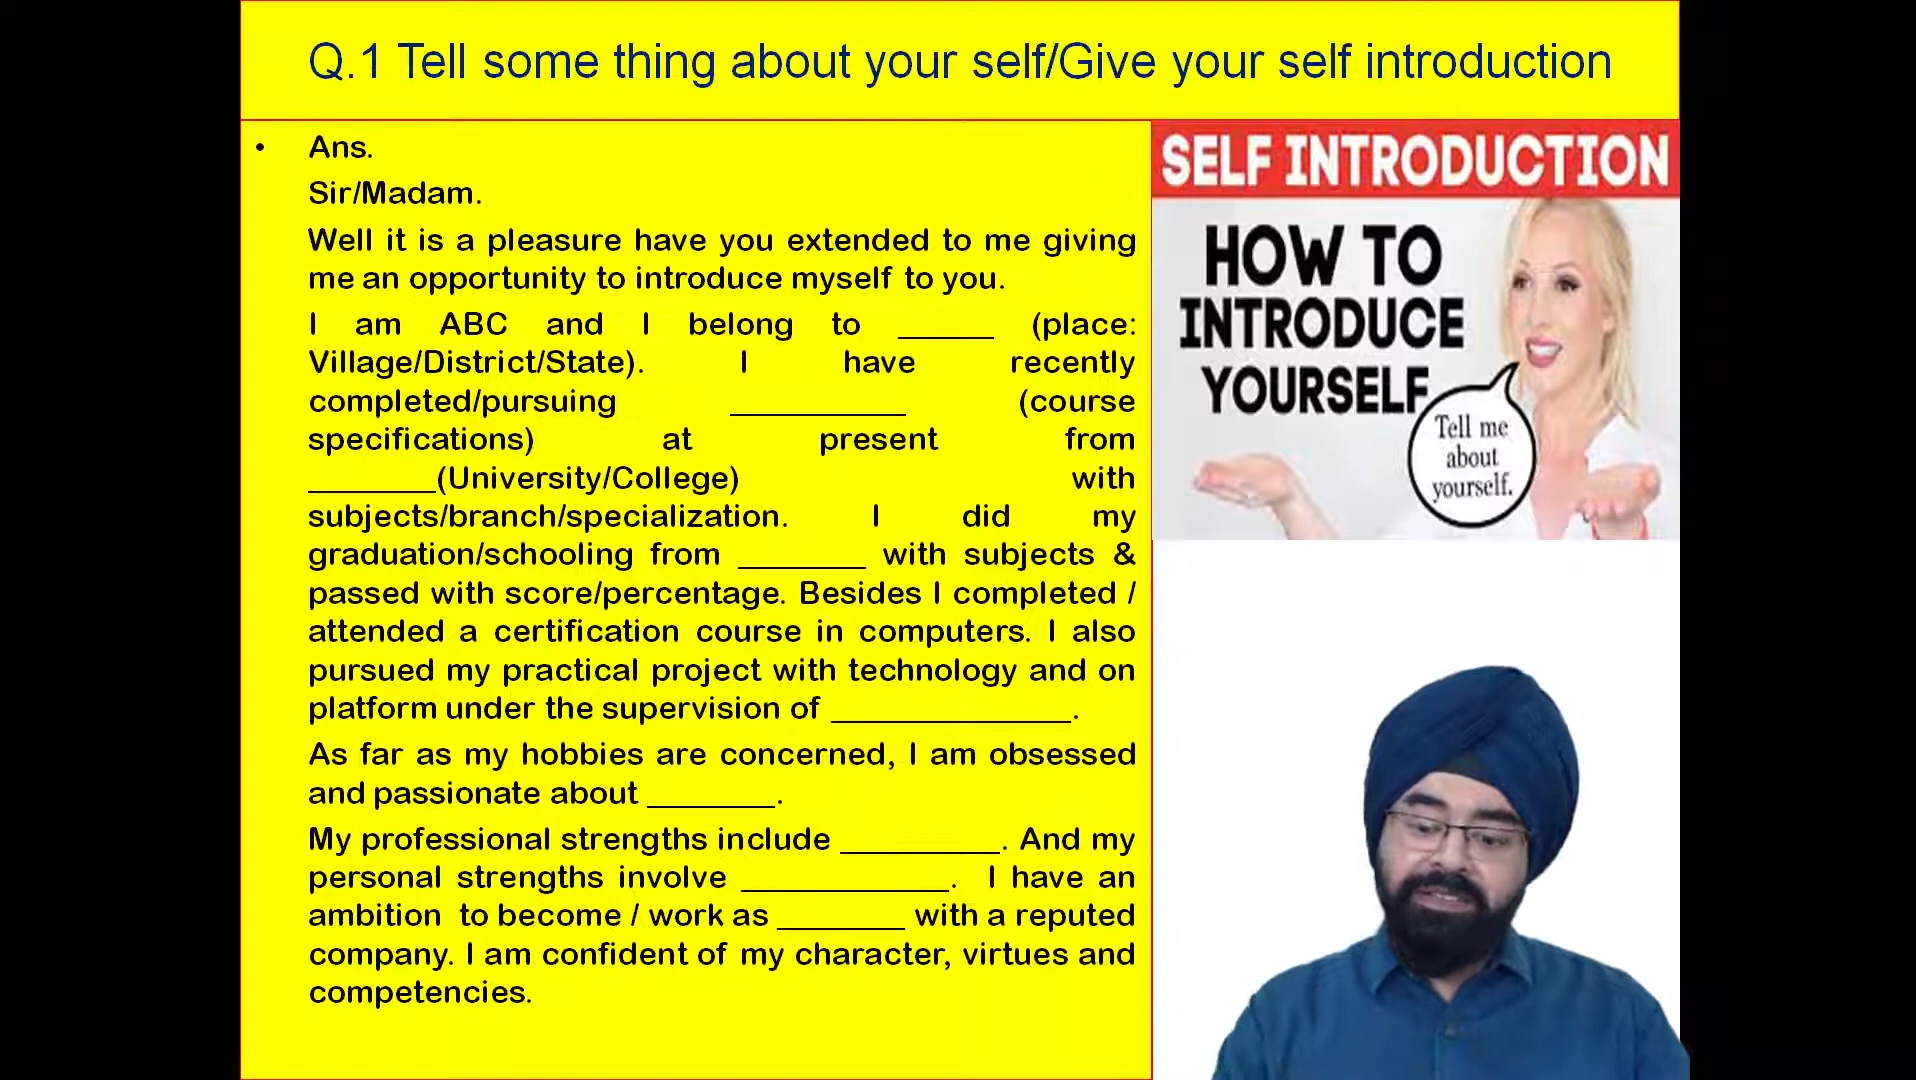 Q.1 Tell some thing about your self/Give your self introduction
• Ans.
Sir/Madam.
Well it is a pleasure have you extended to me giving
me an opportunity to introduce myself to you.
I am ABC and I belong to ______ (place:
Village/District/State). I have recently
completed/pursuing ___________ (course
specifications) at present from
________(University/College) with
subjects/branch/specialization. I did my
graduation/schooling from ________ with subjects &
passed with score/percentage. Besides I completed /
attended a certification course in computers. I also
pursued my practical project with technology and on
platform under the supervision of _______________.
As far as my hobbies are concerned, I am obsessed
and passionate about ________.
My professional strengths include __________. And my
personal strengths involve _____________. I have an
ambition to become / work as ________ with a reputed
company. I am confident of my character, virtues and
competencies.
SELF INTRODUCTION
HOW TO
INTRODUCE
YOURSELF
Tell me
about
yourself.